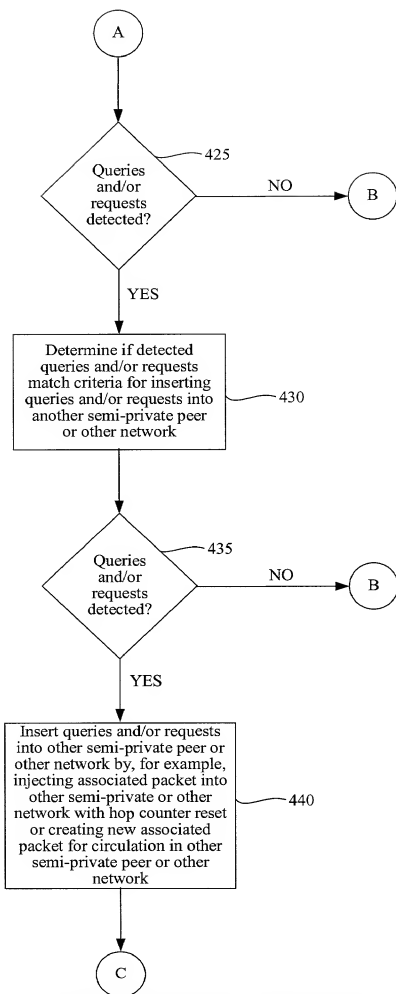 A
Queries
and/or
requests
detected?
425
NO
B
YES
Determine if detected
queries and/or requests
match criteria for inserting
queries and/or requests into
another semi-private peer
or other network
430
Queries
and/or
requests
detected?
435
NO
B
YES
Insert queries and/or requests
into other semi-private peer or
other network by, for example,
injecting associated packet into
other semi-private or other
network with hop counter reset
or creating new associated
packet for circulation in other
semi-private peer or other
network
440
C